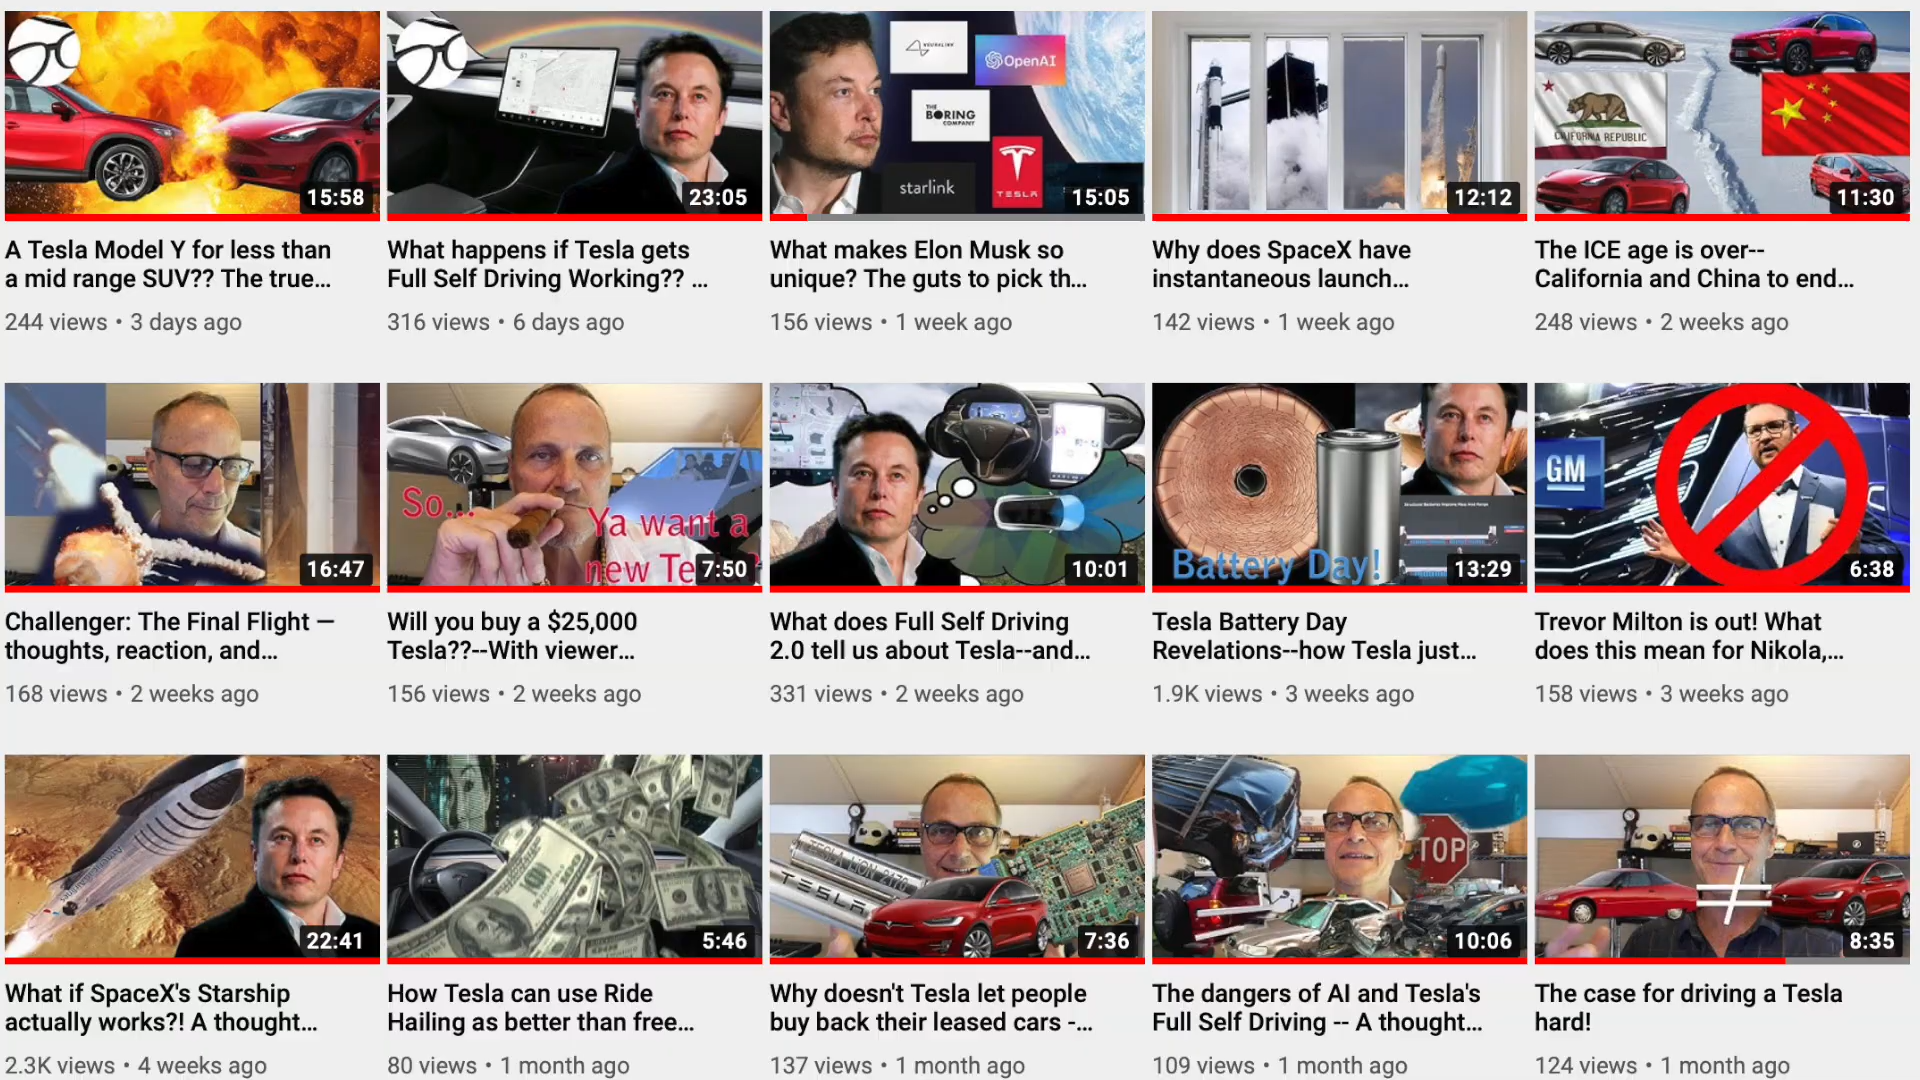 15:58
23:05
NEURALINK
OpenAI
THE
BORING
COMPANY
starlink
TESLA
15:05
12:12
CALIFORNIA REPUBLIC
11:30
A Tesla Model Y for less than
a mid range SUV?? The true...
244 views • 3 days ago
What happens if Tesla gets
Full Self Driving Working?? ...
316 views • 6 days ago
What makes Elon Musk so
unique? The guts to pick th...
156 views • 1 week ago
Why does SpaceX have
instantaneous launch...
142 views • 1 week ago
The ICE age is over--
California and China to end...
248 views • 2 weeks ago
16:47
So...
Ya want a
new Te
7:50
10:01
Battery Day!
13:29
GM
6:38
Challenger: The Final Flight —
thoughts, reaction, and...
168 views • 2 weeks ago
Will you buy a $25,000
Tesla??--With viewer...
156 views • 2 weeks ago
What does Full Self Driving
2.0 tell us about Tesla--and...
331 views • 2 weeks ago
Tesla Battery Day
Revelations--how Tesla just...
1.9K views • 3 weeks ago
Trevor Milton is out! What
does this mean for Nikola,...
158 views • 3 weeks ago
22:41
5:46
TESLA LION 2170
TESLA
7:36
TOP
10:06
≠
8:35
What if SpaceX's Starship
actually works?! A thought...
2.3K views • 4 weeks ago
How Tesla can use Ride
Hailing as better than free...
80 views • 1 month ago
Why doesn't Tesla let people
buy back their leased cars -...
137 views • 1 month ago
The dangers of AI and Tesla's
Full Self Driving -- A thought...
109 views • 1 month ago
The case for driving a Tesla
hard!
124 views • 1 month ago